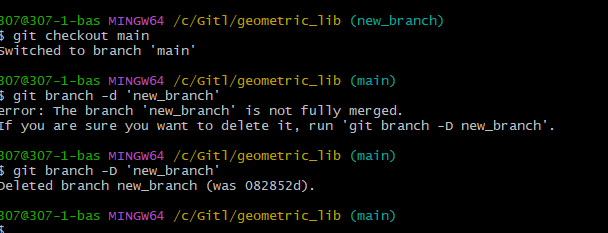 307@307-1-bas MINGW64 /c/Gitl/geometric_lib (new_branch)
$ git checkout main
Switched to branch 'main'
307@307-1-bas MINGW64 /c/Gitl/geometric_lib (main)
$ git branch -d 'new_branch'
error: The branch 'new_branch' is not fully merged.
If you are sure you want to delete it, run 'git branch -D new_branch'.
307@307-1-bas MINGW64 /c/Gitl/geometric_lib (main)
$ git branch -D 'new_branch'
Deleted branch new_branch (was 082852d).
307@307-1-bas MINGW64 /c/Gitl/geometric_lib (main)
$